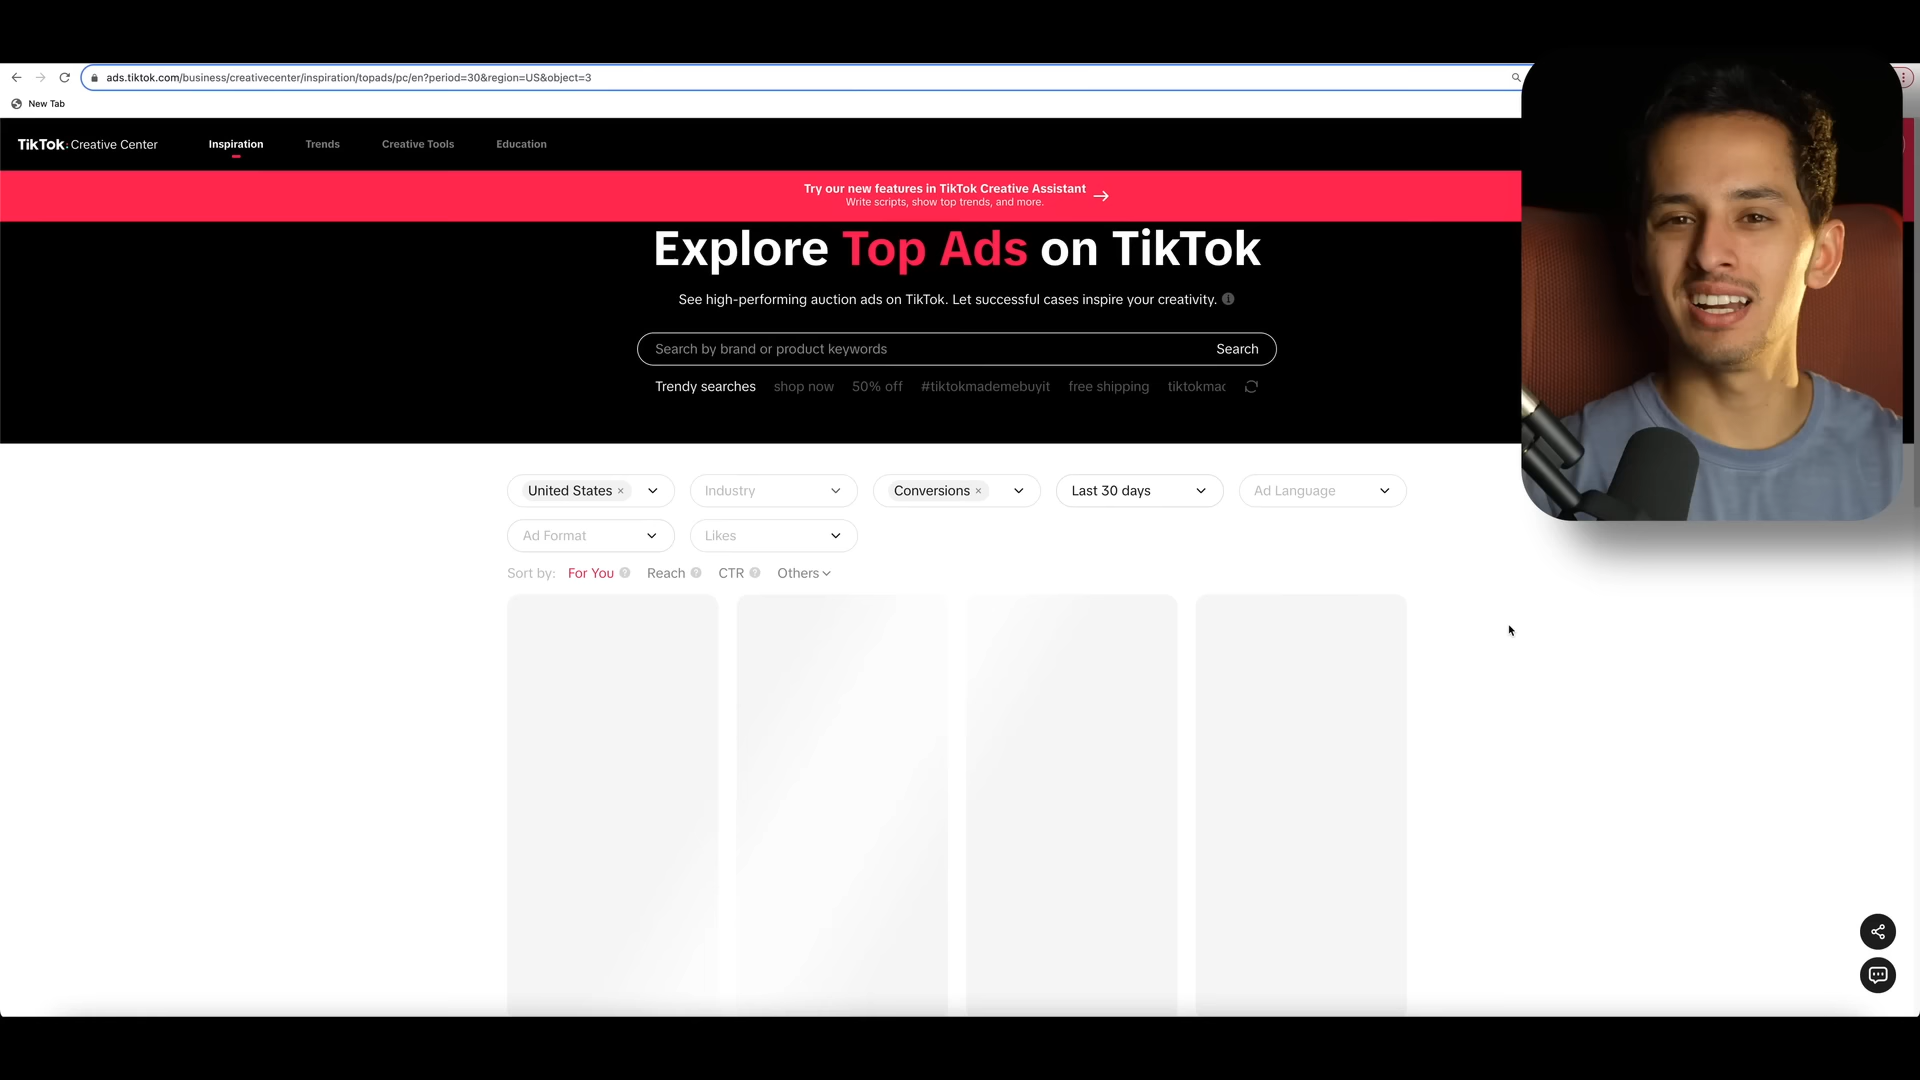 ads.tiktok.com/business/creativecenter/inspiration/topads/pc/en?period=30&region=US&object=3
New Tab
TikTok: Creative Center Inspiration Trends Creative Tools Education
Try our new features in TikTok Creative Assistant
Write scripts, show top trends, and more.
Explore Top Ads on TikTok
See high-performing auction ads on TikTok. Let successful cases inspire your creativity.
Search by brand or product keywords Search
Trendy searches shop now 50% off #tiktokmademebuyit free shipping tiktokmac
United States × Industry Conversions × Last 30 days Ad Language
Ad Format Likes
Sort by: For You ? Reach ? CTR ? Others